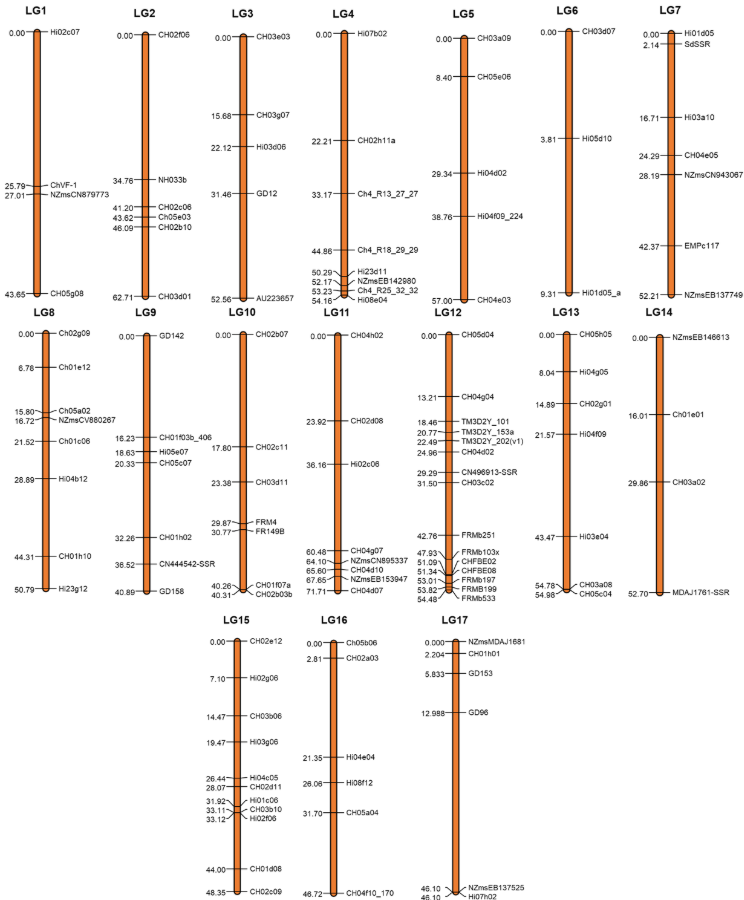 LG1
0.00 Hi02c07
25.79 ChVF-1
27.01 NZmsCN879773
43.65 CH05g08
LG2
0.00 CH02f06
34.76 NH033b
41.20 CH02c06
43.62 Ch05e03
46.09 CH02b10
62.71 CH03d01
LG3
0.00 CH03e03
15.68 CH03g07
22.12 Hi03d06
31.46 GD12
52.56 AU223657
LG4
0.00 Hi07b02
22.21 CH02h11a
33.17 Ch4_R13_27_27
44.86 Ch4_R18_29_29
50.29 Hi23d11
52.17 NZmsEB142980
53.23 Ch4_R25_32_32
54.16 Hi08e04
LG5
0.00 CH03a09
8.40 CH05e06
29.34 Hi04d02
38.76 Hi04f09_224
57.00 CH04e03
LG6
0.00 CH03d07
3.81 Hi05d10
9.31 Hi01d05_a
LG7
0.00 Hi01d05
2.14 SdSSR
16.71 Hi03a10
24.29 CH04e05
28.19 NZmsCN943067
42.37 EMPc117
52.21 NZmsEB137749
LG8
0.00 Ch02g09
6.78 Ch01e12
15.80 Ch05a02
16.72 NZmsCV880267
21.52 Ch01c06
28.89 Hi04b12
44.31 CH01h10
50.79 Hi23g12
LG9
0.00 GD142
16.23 CH01f03b_406
18.63 Hi05e07
20.33 CH05c07
32.26 CH01h02
36.52 CN444542-SSR
40.89 GD158
LG10
0.00 CH02b07
17.80 CH02c11
23.38 CH03d11
29.87 FRM4
30.77 FR149B
40.26 CH01f07a
40.31 CH02b03b
LG11
0.00 CH04h02
23.92 CH02d08
36.16 Hi02c06
60.48 CH04g07
64.10 NZmsCN895337
65.60 CH04d10
67.65 NZmsEB153947
71.71 CH04d07
LG12
0.00 CH05d04
13.21 CH04g04
18.46 TM3D2Y_101
20.77 TM3D2Y_153a
22.49 TM3D2Y_202(v1)
24.96 CH04d02
29.29 CN496913-SSR
31.50 CH03c02
42.76 FRMb251
47.93 FRMb103x
51.09 CHFBE02
51.34 CHFBE08
53.01 FRMb197
53.82 FRMB199
54.48 FRMb533
LG13
0.00 CH05h05
8.04 Hi04g05
14.89 CH02g01
21.57 Hi04f09
43.47 Hi03e04
54.78 CH03a08
54.98 CH05c04
LG14
0.00 NZmsEB146613
16.01 Ch01e01
29.86 CH03a02
52.70 MDAJ1761-SSR
LG15
0.00 CH02e12
7.10 Hi02g06
14.47 CH03b06
19.47 Hi03g06
26.44 Hi04c05
28.07 CH02d11
31.92 Hi01c06
33.11 CH03b10
33.12 Hi02f06
44.00 CH01d08
48.35 CH02c09
LG16
0.00 Ch05b06
2.81 CH02a03
21.35 Hi04e04
26.06 Hi08f12
31.70 CH05a04
46.72 CH04f10_170
LG17
0.000 NZmsMDAJ1681
2.204 CH01h01
5.833 GD153
12.988 GD96
46.10 NZmsEB137525
46.10 Hi07h02